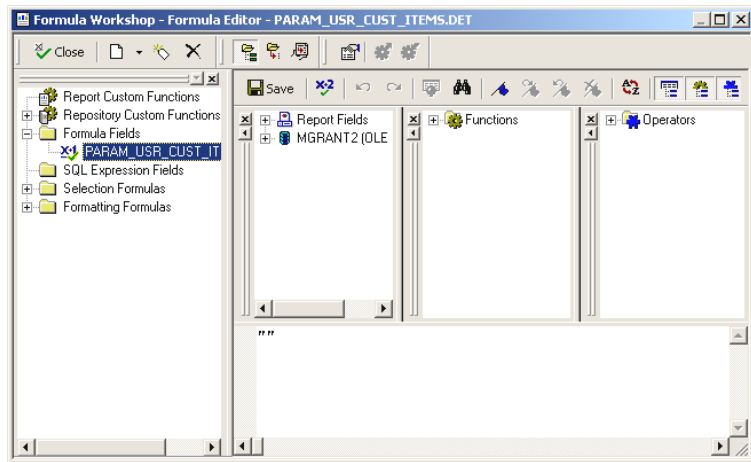 Formula Workshop - Formula Editor - PARAM_USR_CUST_ITEMS.DET
Close
Save
Report Custom Functions
Repository Custom Functions
Formula Fields
PARAM_USR_CUST_IT
SQL Expression Fields
Selection Formulas
Formatting Formulas
Report Fields
MGRANT2 (OLE
Functions
Operators
""